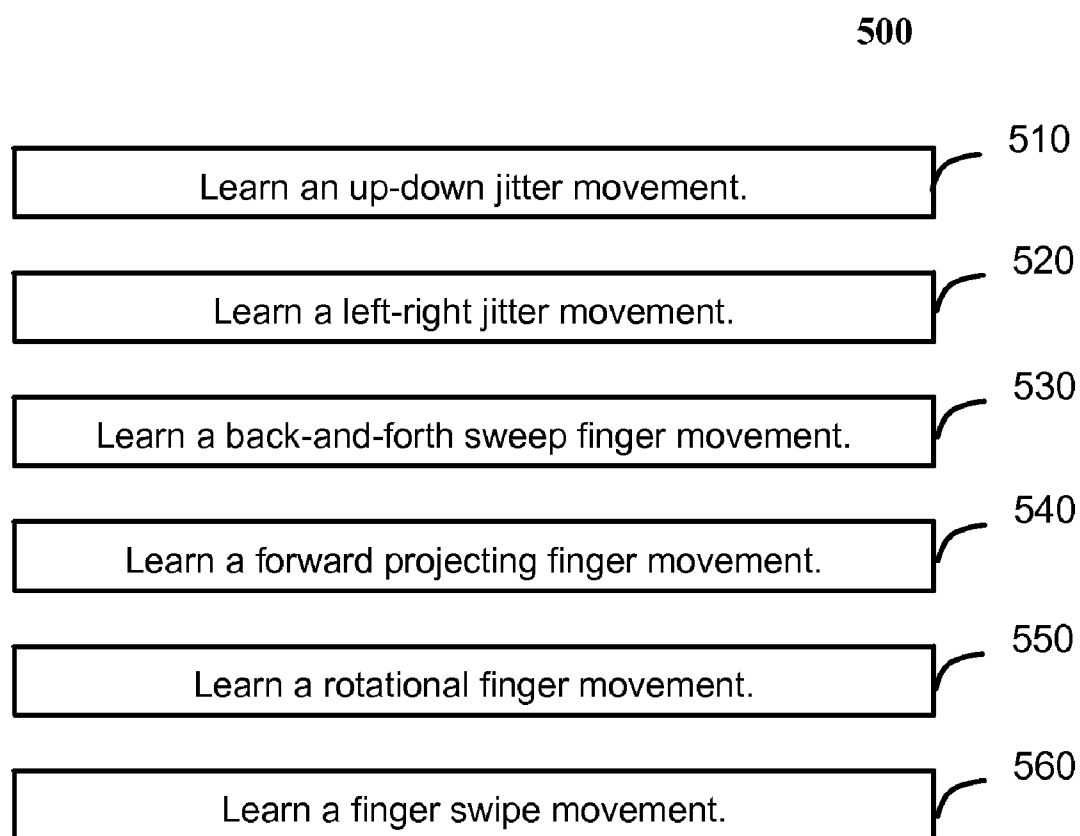 500
510
Learn an up-down jitter movement.
520
Learn a left-right jitter movement.
530
Learn a back-and-forth sweep finger movement.
540
Learn a forward projecting finger movement.
550
Learn a rotational finger movement.
560
Learn a finger swipe movement.